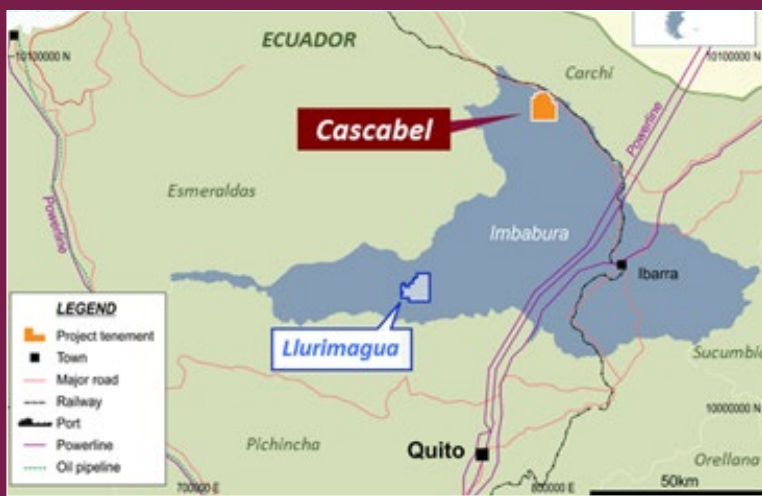 10100000 N
ECUADOR
10100000 N
Carchi
Cascabel
Powerline
Esmeraldas
Powerline
Imbabura
Ibarra
Llurimagua
LEGEND
Project tenement
Town
Major road
Railway
Port
Powerline
Oil pipeline
Sucumbí
10000000 N
Pichincha
Quito
Orellana
700000 E
800000 E
50km